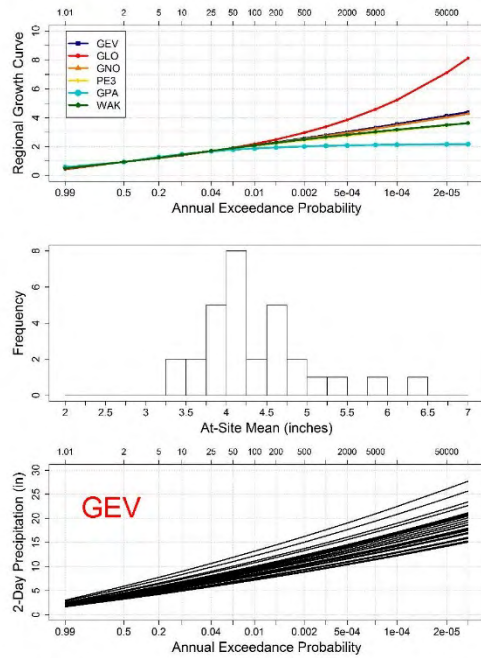 1.01 2 5 10 25 50 100 200 500 2000 5000 50000
Regional Growth Curve
10
8
6
4
2
0
GEV
GLO
GNO
PE3
GPA
WAK
0.99 0.5 0.2 0.04 0.01 0.002 5e-04 1e-04 2e-05
Annual Exceedance Probability
Frequency
8
6
4
2
0
2 2.5 3 3.5 4 4.5 5 5.5 6 6.5 7
At-Site Mean (inches)
1.01 2 5 10 25 50 100 200 500 2000 5000 50000
2-Day Precipitation (in)
30
25
20
15
10
5
0
GEV
0.99 0.5 0.2 0.04 0.01 0.002 5e-04 1e-04 2e-05
Annual Exceedance Probability